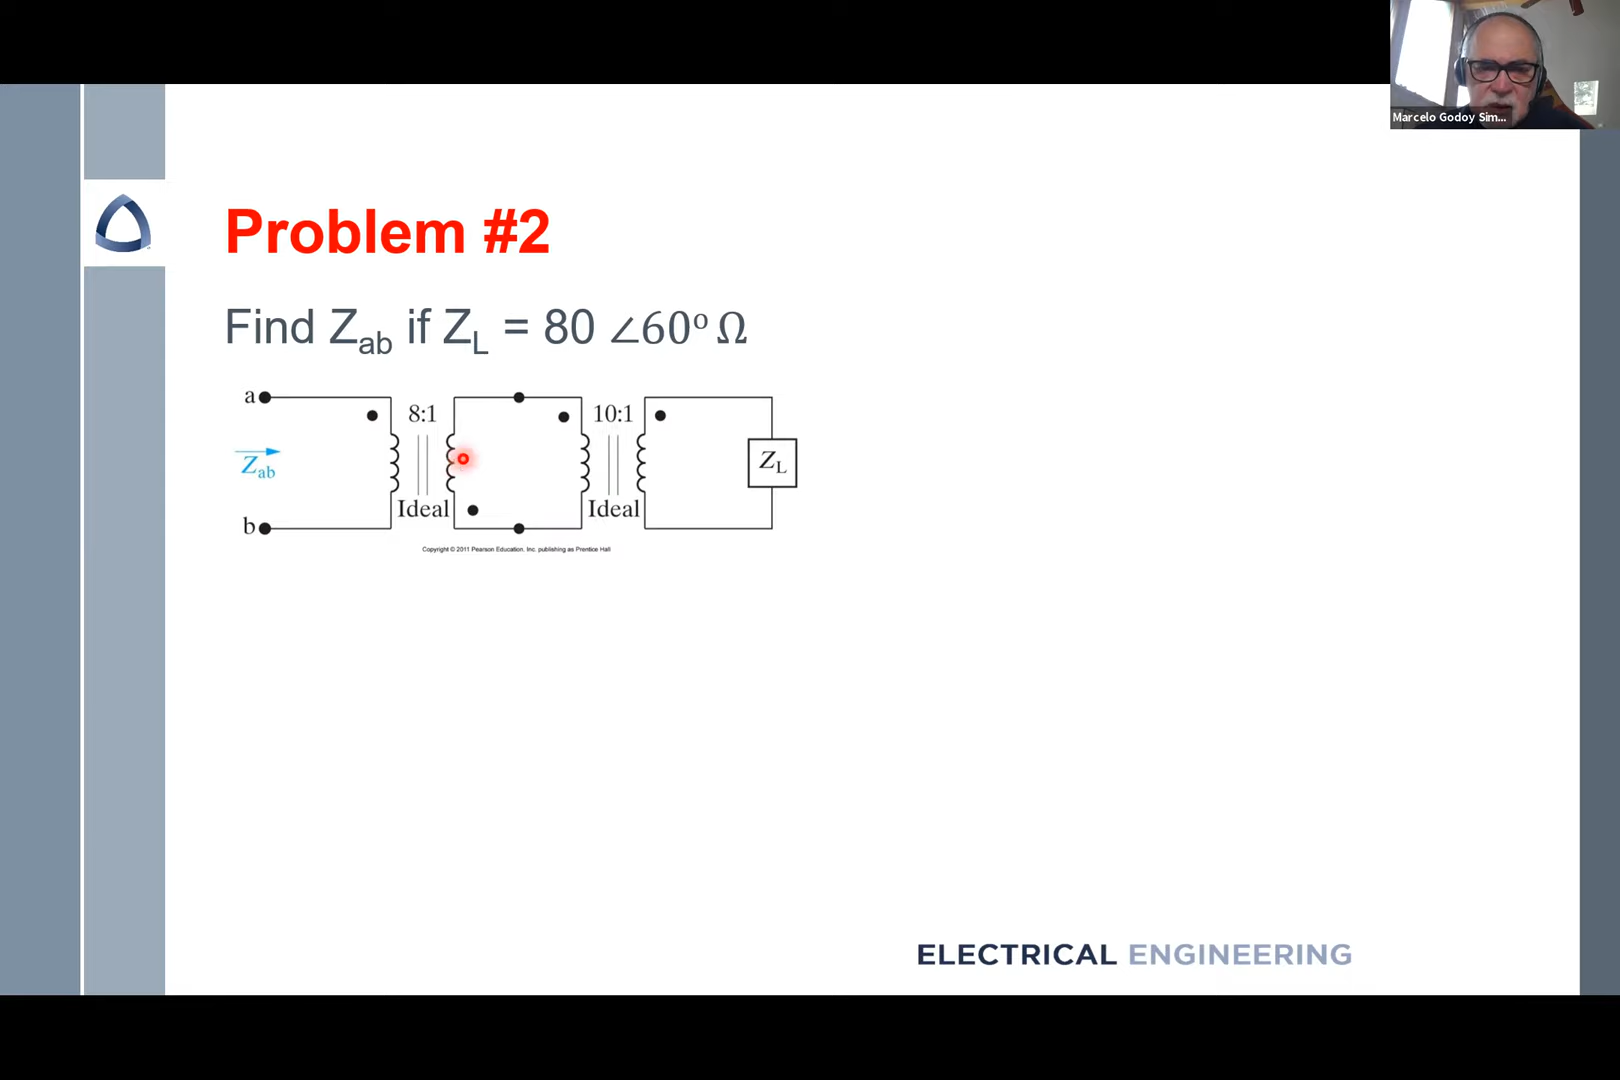 Marcelo Godoy Sim...
Problem #2
Find Zab if ZL = 80 ∠60º Ω
a
8:1
10:1
Zab
ZL
Ideal
Ideal
b
Copyright © 2011 Pearson Education, Inc. publishing as Prentice Hall
ELECTRICAL ENGINEERING